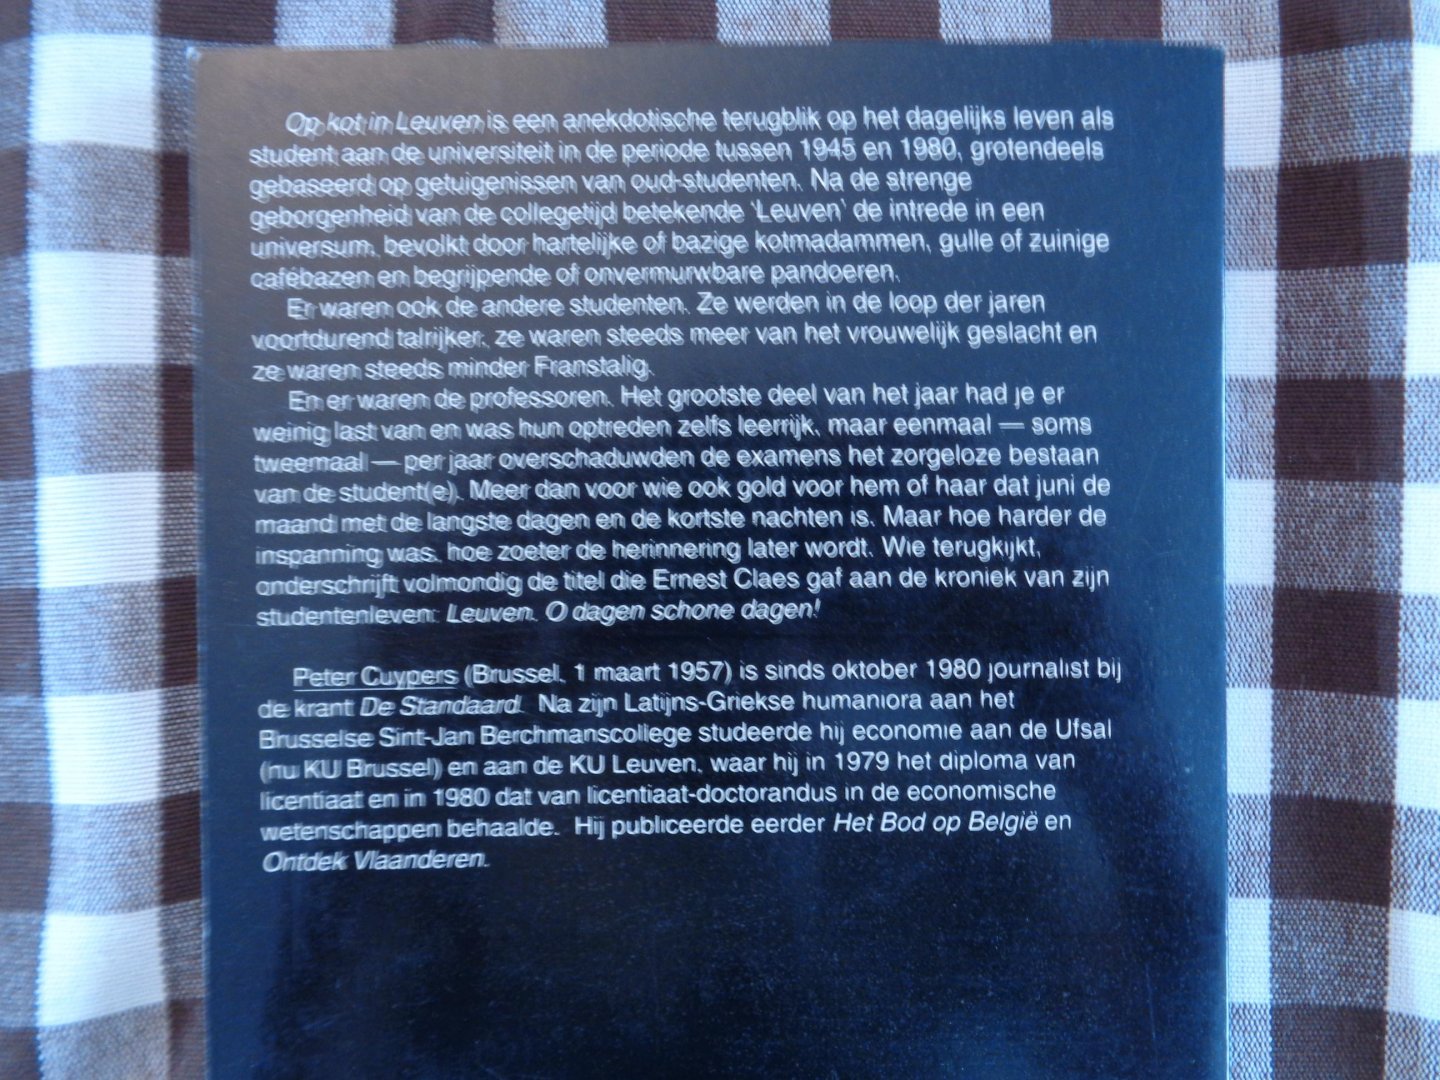 Op kot in Leuven is een anekdotische terugblik op het dagelijks leven als
student aan de universiteit in de periode tussen 1945 en 1980, grotendeels
gebaseerd op getuigenissen van oud-studenten. Na de strenge
geborgenheid van de collegetijd betekende 'Leuven' de intrede in een
universum, bevolkt door hartelijke of bazige kotmadammen, gulle of zuinige
cafébazen en begrijpende of onvermurwbare pandoeren.
Er waren ook de andere studenten. Ze werden in de loop der jaren
voortdurend talrijker, ze waren steeds meer van het vrouwelijk geslacht en
ze waren steeds minder Franstalig.
En er waren de professoren. Het grootste deel van het jaar had je er
weinig last van en was hun optreden zelfs leerrijk, maar eenmaal — soms
tweemaal — per jaar overschaduwden de examens het zorgeloze bestaan
van de student(e). Meer dan voor wie ook gold voor hem of haar dat juni de
maand met de langste dagen en de kortste nachten is. Maar hoe harder de
inspanning was, hoe zoeter de herinnering later wordt. Wie terugkijkt,
onderschrijft volmondig de titel die Ernest Claes gaf aan de kroniek van zijn
studentenleven: Leuven. O dagen schone dagen!
Peter Cuypers (Brussel, 1 maart 1957) is sinds oktober 1980 journalist bij
de krant De Standaard. Na zijn Latijns-Griekse humaniora aan het
Brusselse Sint-Jan Berchmanscollege studeerde hij economie aan de Ufsal
(nu KU Brussel) en aan de KU Leuven, waar hij in 1979 het diploma van
licentiaat en in 1980 dat van licentiaat-doctorandus in de economische
wetenschappen behaalde. Hij publiceerde eerder Het Bod op België en
Ontdek Vlaanderen.